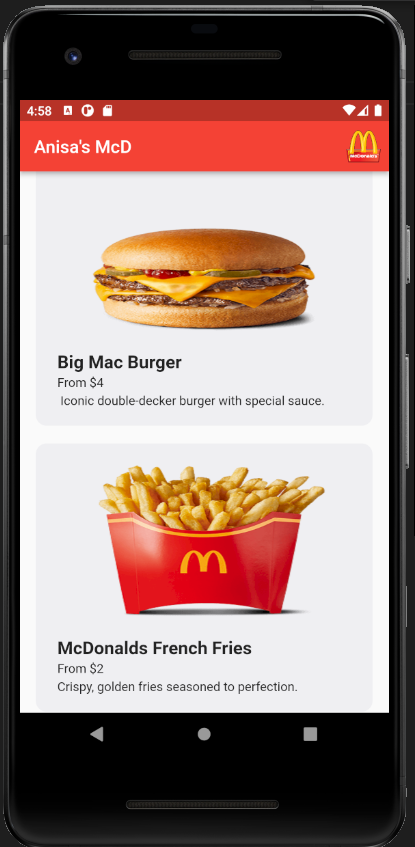 4:58
Anisa's McD
McDonald's
Big Mac Burger
From $4
Iconic double-decker burger with special sauce.
McDonalds French Fries
From $2
Crispy, golden fries seasoned to perfection.